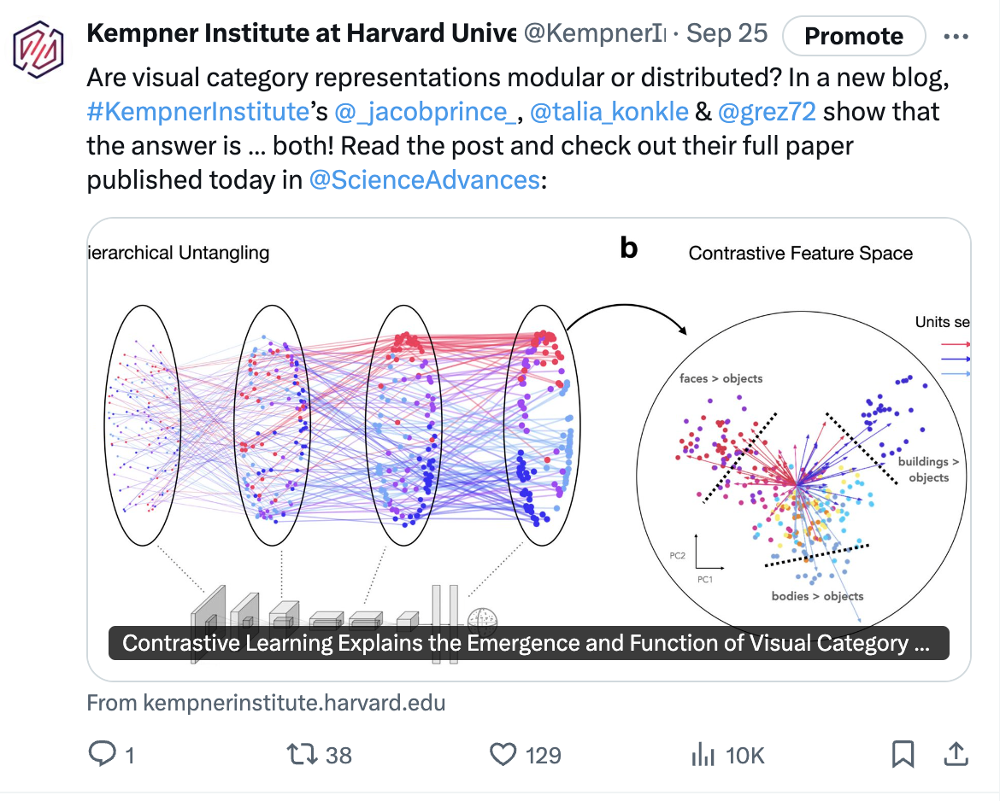 Kempner Institute at Harvard Unive @KempnerI · Sep 25 Promote
Are visual category representations modular or distributed? In a new blog,
#KempnerInstitute's @_jacobprince_, @talia_konkle & @grez72 show that
the answer is ... both! Read the post and check out their full paper
published today in @ScienceAdvances:
ierarchical Untangling
b
Contrastive Feature Space
Units se
faces > objects
buildings >
objects
PC2
PC1
bodies > objects
Contrastive Learning Explains the Emergence and Function of Visual Category ...
From kempnerinstitute.harvard.edu
1 38 129 10K